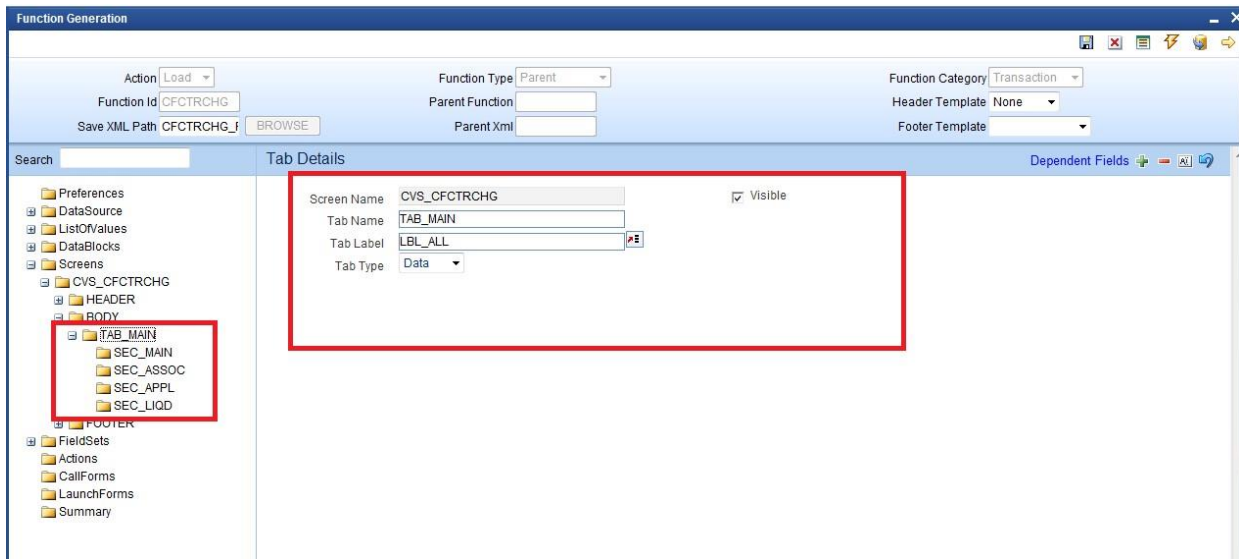 Function Generation
Action Load Function Type Parent Function Category Transaction
Function Id CFCTRCHG Parent Function Header Template None
Save XML Path CFCTRCHG_ BROWSE Parent Xml Footer Template
Search Tab Details Dependent Fields
Preferences
DataSource
ListOfValues
DataBlocks
Screens
CVS_CFCTRCHG
HEADER
BODY
TAB_MAIN
SEC_MAIN
SEC_ASSOC
SEC_APPL
SEC_LIQD
FOOTER
FieldSets
Actions
CallForms
LaunchForms
Summary
Screen Name CVS_CFCTRCHG Visible
Tab Name TAB_MAIN
Tab Label LBL_ALL
Tab Type Data